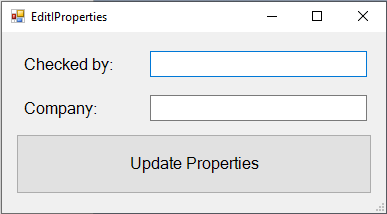 EditIProperties
Checked by:
Company:
Update Properties